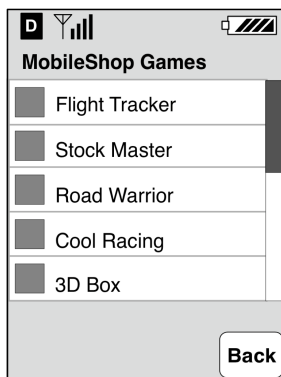 D
MobileShop Games
Flight Tracker
Stock Master
Road Warrior
Cool Racing
3D Box
Back